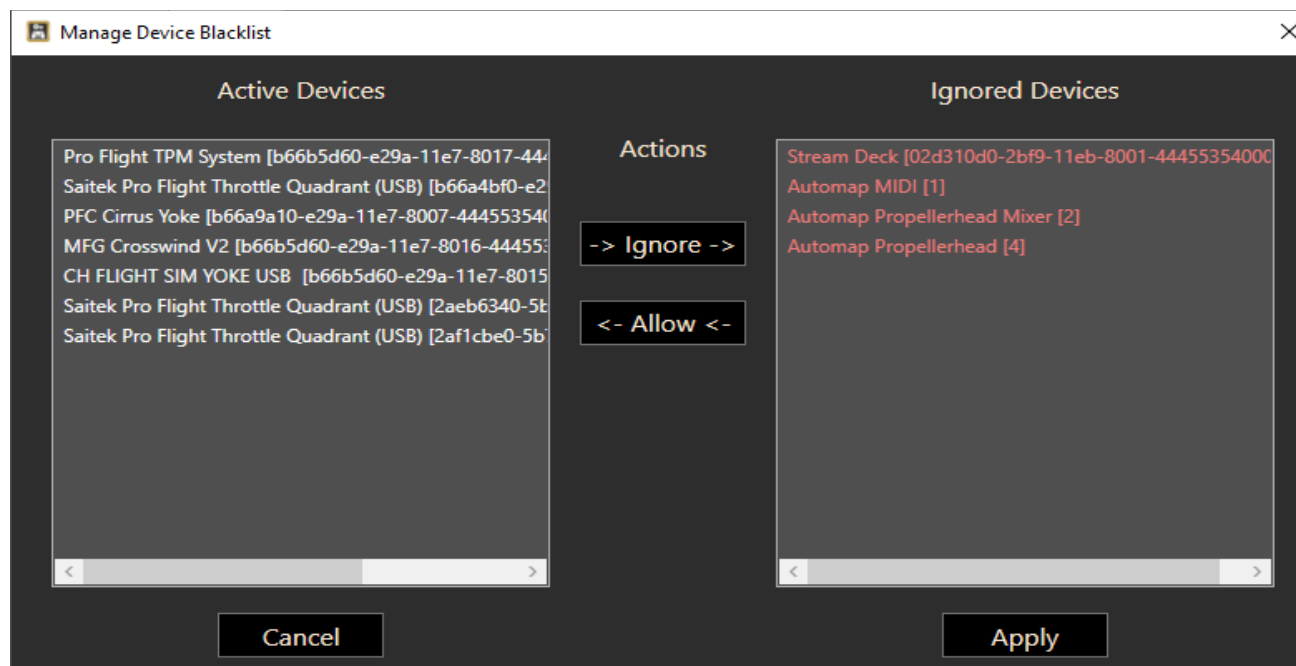 Manage Device Blacklist
Active Devices
Pro Flight TPM System [b66b5d60-e29a-11e7-8017-444
Saitek Pro Flight Throttle Quadrant (USB) [b66a4bf0-e2
PFC Cirrus Yoke [b66a9a10-e29a-11e7-8007-44455354
MFG Crosswind V2 [b66b5d60-e29a-11e7-8016-44455
CH FLIGHT SIM YOKE USB  [b66b5d60-e29a-11e7-8015
Saitek Pro Flight Throttle Quadrant (USB) [2aeb6340-5b
Saitek Pro Flight Throttle Quadrant (USB) [2af1cbe0-5b
Actions
-> Ignore ->
<- Allow <-
Ignored Devices
Stream Deck [02d310d0-2bf9-11eb-8001-44455354000
Automap MIDI [1]
Automap Propellerhead Mixer [2]
Automap Propellerhead [4]
Cancel
Apply